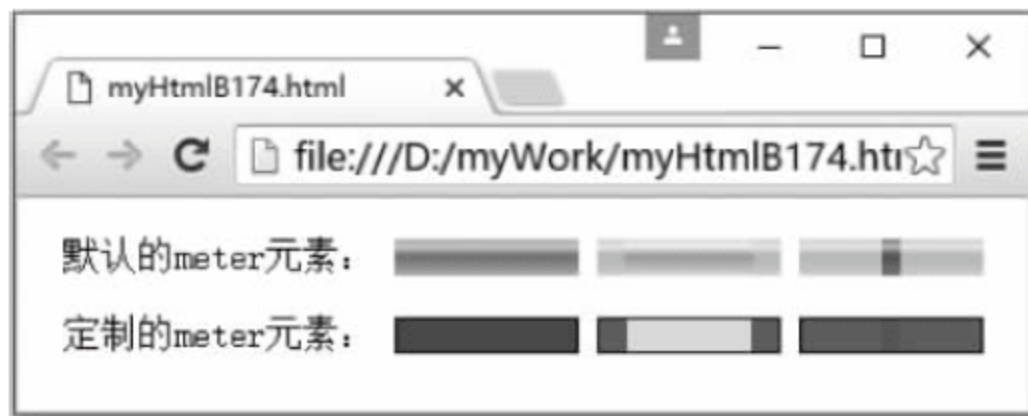 myHtmlB174.html
file:///D:/myWork/myHtmlB174.htr
默认的meter元素：
定制的meter元素：